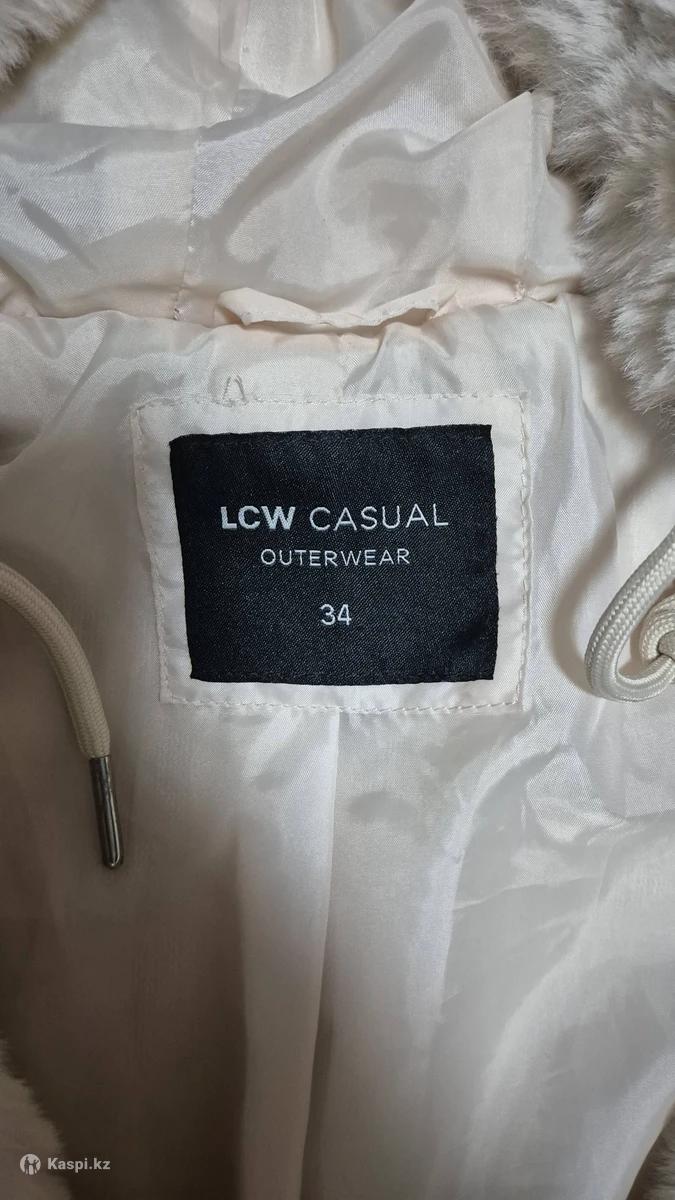 LCW CASUAL
OUTERWEAR
34
Kaspi.kz